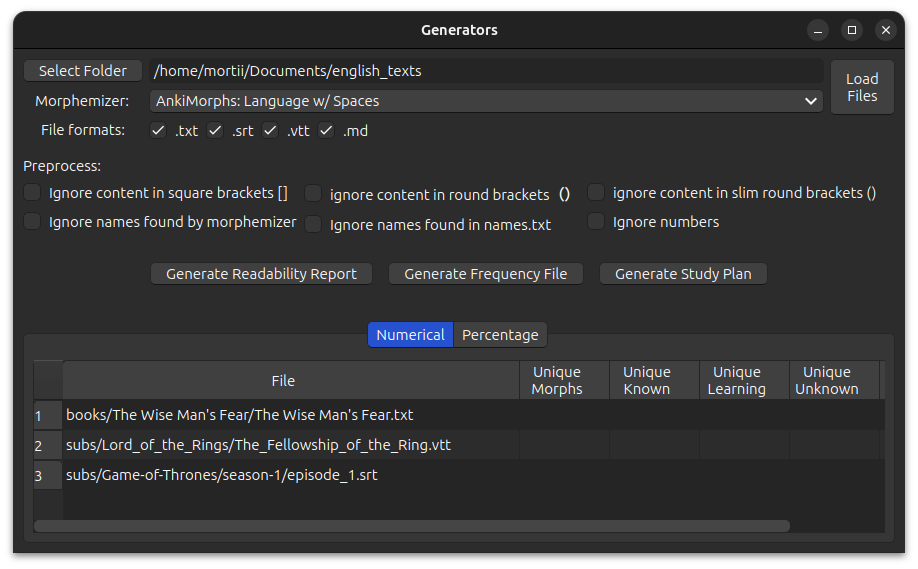 Generators
Select Folder /home/mortii/Documents/english_texts
Load
Files
Morphemizer: AnkiMorphs: Language w/ Spaces
File formats: .txt .srt .vtt .md
Preprocess:
Ignore content in square brackets [] ignore content in round brackets （） ignore content in slim round brackets ()
Ignore names found by morphemizer Ignore names found in names.txt Ignore numbers
Generate Readability Report Generate Frequency File Generate Study Plan
Numerical Percentage
File Unique Morphs Unique Known Unique Learning Unique Unknown
1 books/The Wise Man's Fear/The Wise Man's Fear.txt
2 subs/Lord_of_the_Rings/The_Fellowship_of_the_Ring.vtt
3 subs/Game-of-Thrones/season-1/episode_1.srt